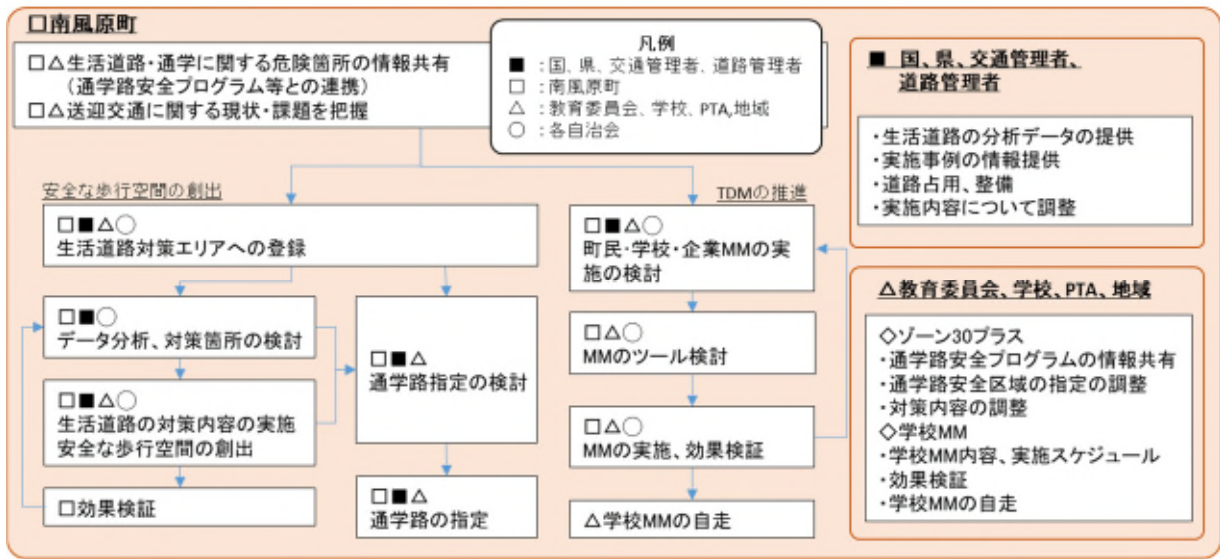 □南風原町
□△生活道路・通学に関する危険箇所の情報共有
（通学路安全プログラム等との連携）
□△送迎交通に関する現状・課題を把握
凡例
■ ：国、県、交通管理者、道路管理者
□ ：南風原町
△ ：教育委員会、学校、PTA,地域
○ ：各自治会
安全な歩行空間の創出
□■△○
生活道路対策エリアへの登録
□■○
データ分析、対策箇所の検討
□■△○
生活道路の対策内容の実施
安全な歩行空間の創出
□効果検証
□■△
通学路指定の検討
□■△
通学路の指定
TDMの推進
□■△○
町民・学校・企業MMの実
施の検討
□△○
MMのツール検討
□△○
MMの実施、効果検証
△学校MMの自走
■ 国、県、交通管理者、
道路管理者
・生活道路の分析データの提供
・実施事例の情報提供
・道路占用、整備
・実施内容について調整
△教育委員会、学校、PTA、地域
◇ゾーン30プラス
・通学路安全プログラムの情報共有
・通学路安全区域の指定の調整
・対策内容の調整
◇学校MM
・学校MM内容、実施スケジュール
・効果検証
・学校MMの自走